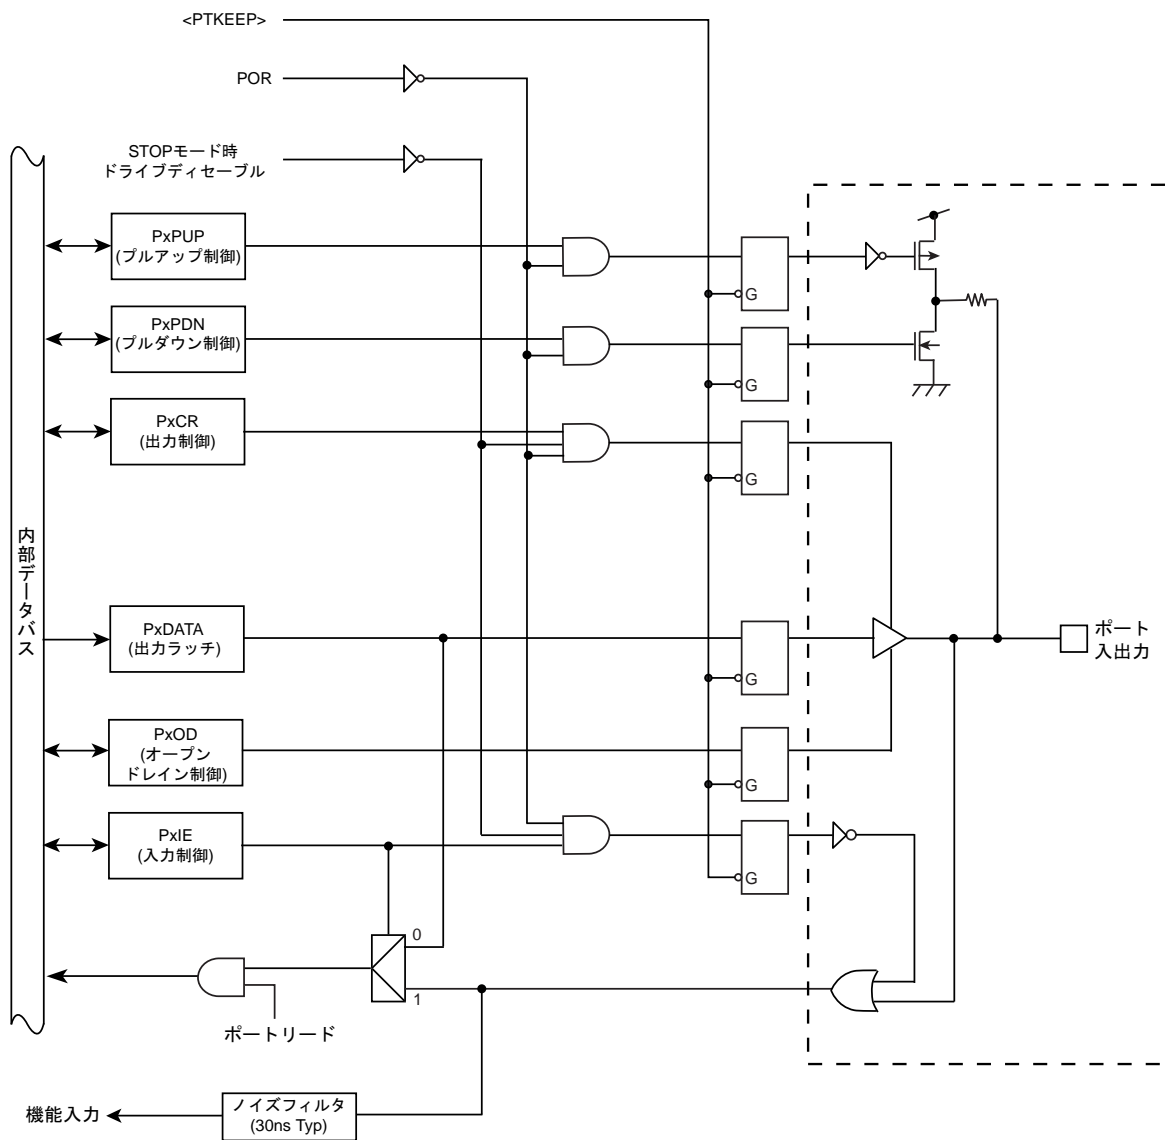 <PTKEEP>
POR
STOPモード時
ドライブディセーブル
PxPUP
(プルアップ制御)
G
PxPDN
(プルダウン制御)
G
PxCR
(出力制御)
G
内部データバス
PxDATA
(出力ラッチ)
G
ポート
入出力
PxOD
(オープン
ドレイン制御)
G
PxIE
(入力制御)
G
0
1
ポートリード
機能入力
ノイズフィルタ
(30ns Typ)